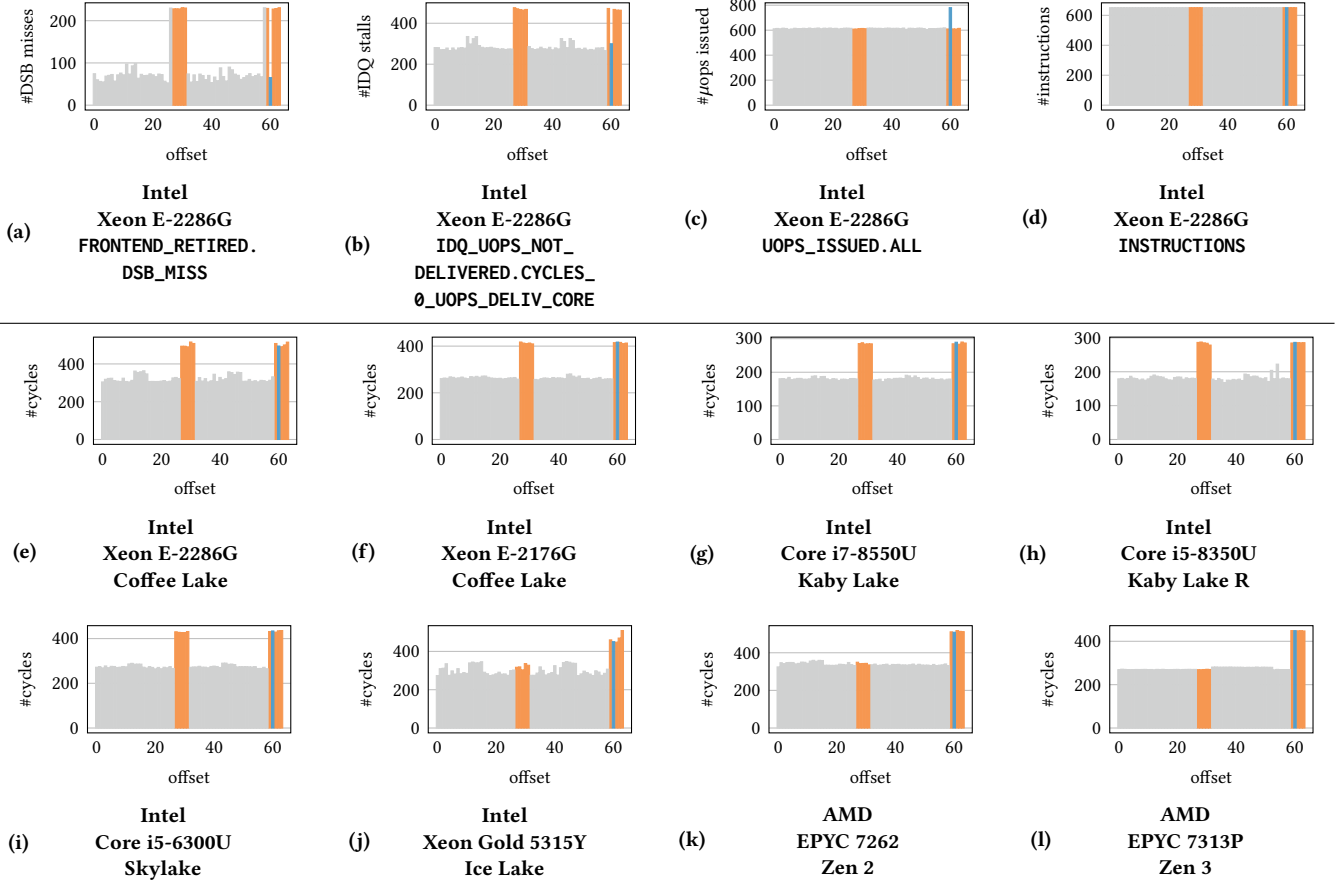 #DSB misses
200
100
0
0 20 40 60
offset
Intel
Xeon E-2286G
(a)
FRONTEND_RETIRED.
DSB_MISS
#IDQ stalls
400
200
0
0 20 40 60
offset
Intel
Xeon E-2286G
(b)
IDQ_UOPS_NOT_
DELIVERED.CYCLES_
0_UOPS_DELIV_CORE
#μops issued
800
600
400
200
0
0 20 40 60
offset
Intel
Xeon E-2286G
(c)
UOPS_ISSUED.ALL
#instructions
600
400
200
0
0 20 40 60
offset
Intel
Xeon E-2286G
(d)
INSTRUCTIONS
#cycles
400
200
0
0 20 40 60
offset
Intel
(e) Xeon E-2286G
Coffee Lake
#cycles
400
200
0
0 20 40 60
offset
Intel
(f) Xeon E-2176G
Coffee Lake
#cycles
300
200
100
0
0 20 40 60
offset
Intel
(g) Core i7-8550U
Kaby Lake
#cycles
300
200
100
0
0 20 40 60
offset
Intel
(h) Core i5-8350U
Kaby Lake R
#cycles
400
200
0
0 20 40 60
offset
Intel
(i) Core i5-6300U
Skylake
#cycles
400
200
0
0 20 40 60
offset
Intel
(j) Xeon Gold 5315Y
Ice Lake
#cycles
400
200
0
0 20 40 60
offset
AMD
(k) EPYC 7262
Zen 2
#cycles
400
200
0
0 20 40 60
offset
AMD
(l) EPYC 7313P
Zen 3